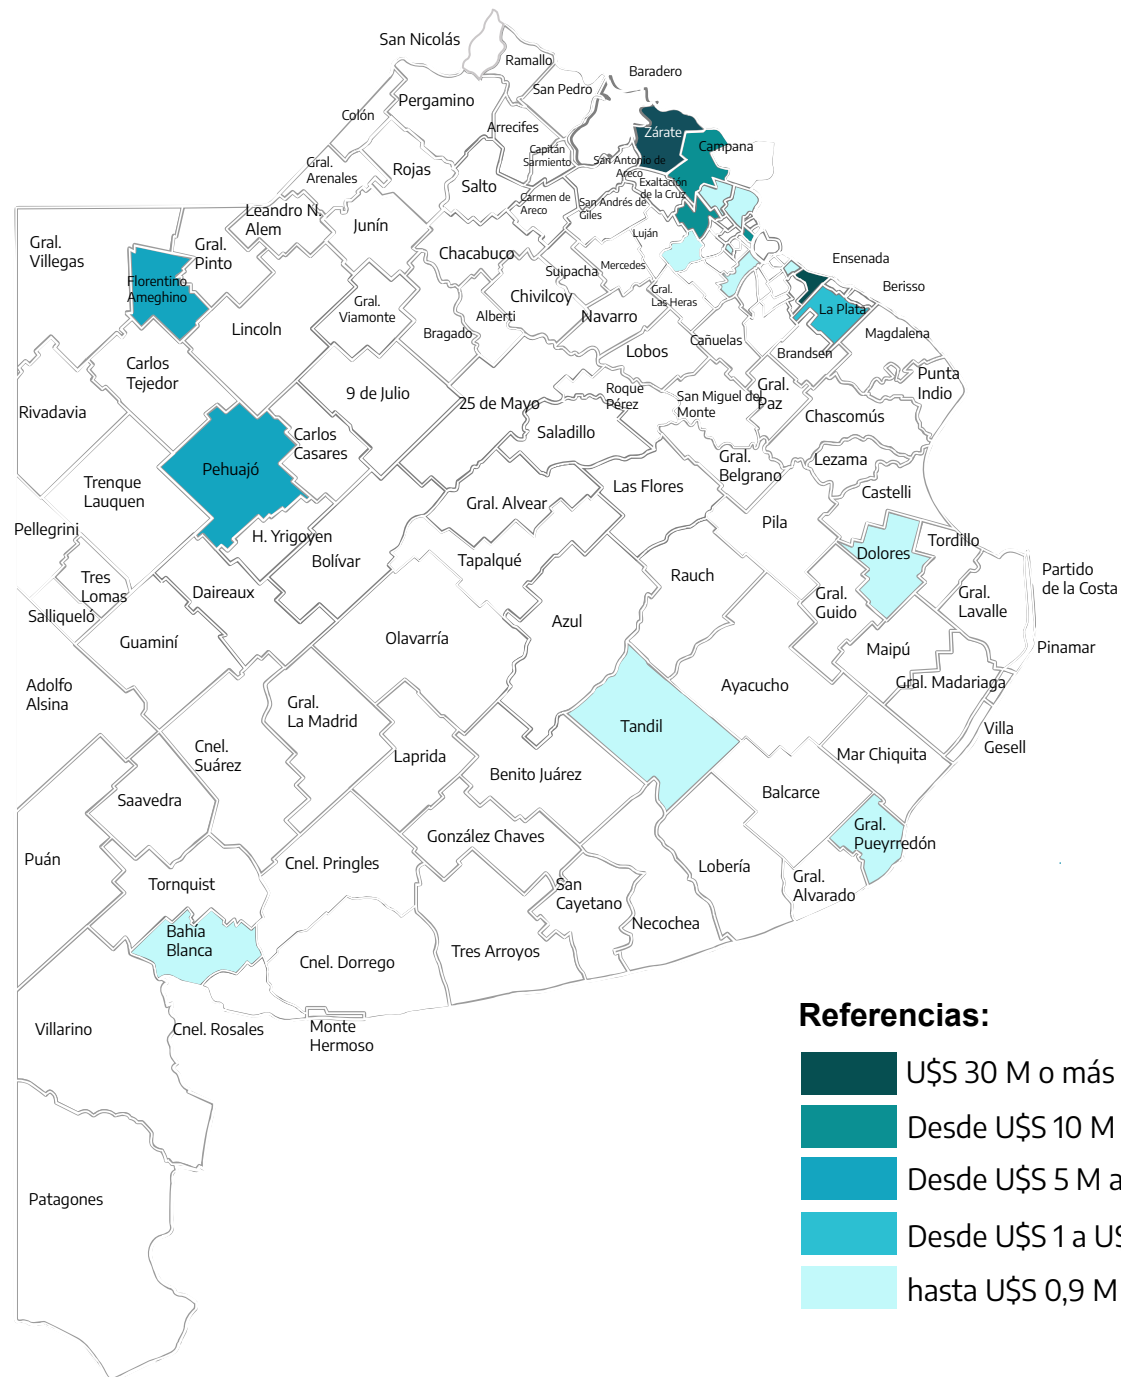 San Nicolás
Ramallo
Baradero
San Pedro
Pergamino
Colón
Arrecifes
Zárate
Campana
Capitán
Sarmiento
San Antonio de
Areco
Gral.
Arenales
Rojas
Salto
Exaltación
de la Cruz
Carmen de
Areco
San Andrés de
Giles
Leandro N.
Alem
Junín
Luján
Gral.
Villegas
Gral.
Pinto
Chacabuco
Suipacha
Mercedes
Ensenada
Berisso
Florentino
Ameghino
Chivilcoy
Gral.
Las Heras
Gral.
Viamonte
Alberti
Navarro
La Plata
Lincoln
Bragado
Cañuelas
Magdalena
Lobos
Brandsen
Carlos
Tejedor
Punta
Indio
9 de Julio
25 de Mayo
Roque
Pérez
San Miguel del
Monte
Gral.
Paz
Rivadavia
Chascomús
Saladillo
Carlos
Casares
Pehuajó
Gral.
Belgrano
Lezama
Trenque
Lauquen
Las Flores
Castelli
Gral. Alvear
Pellegrini
H. Yrigoyen
Pila
Bolívar
Tapalqué
Dolores
Tordillo
Tres
Lomas
Daireaux
Rauch
Partido
de la Costa
Gral.
Guido
Gral.
Lavalle
Salliqueló
Guaminí
Olavarría
Azul
Maipú
Pinamar
Adolfo
Alsina
Ayacucho
Gral. Madariaga
Gral.
La Madrid
Tandil
Villa
Gesell
Cnel.
Suárez
Laprida
Mar Chiquita
Benito Juárez
Saavedra
Balcarce
Gral.
Pueyrredón
González Chaves
Puán
Cnel. Pringles
Lobería
Tornquist
San
Cayetano
Gral.
Alvarado
Necochea
Bahía
Blanca
Tres Arroyos
Cnel. Dorrego
Villarino
Cnel. Rosales
Monte
Hermoso
Patagones
Referencias:
U$S 30 M o más
Desde U$S 10 M
Desde U$S 5 M a
Desde U$S 1 a U$
hasta U$S 0,9 M